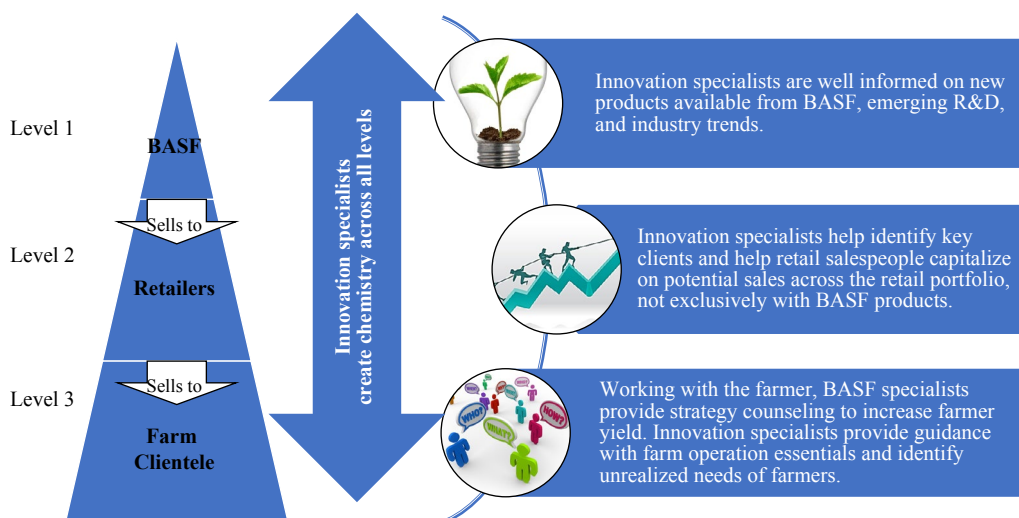 Level 1
BASF
Sells to
Level 2
Retailers
Sells to
Level 3
Farm
Clientele
Innovation specialists
create chemistry across all levels
Innovation specialists are well informed on new
products available from BASF, emerging R&D,
and industry trends.
Innovation specialists help identify key
clients and help retail salespeople capitalize
on potential sales across the retail portfolio,
not exclusively with BASF products.
WHO?
WHAT?
HOW?
Working with the farmer, BASF specialists
provide strategy counseling to increase farmer
yield. Innovation specialists provide guidance
with farm operation essentials and identify
unrealized needs of farmers.